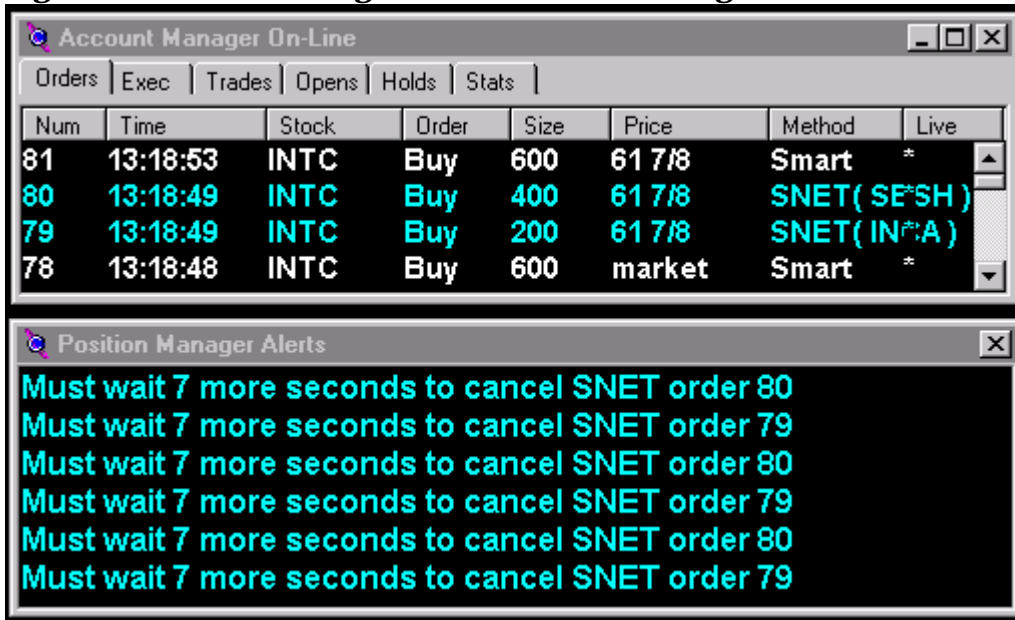 Account Manager On-Line
Orders Exec Trades Opens Holds Stats
Num Time Stock Order Size Price Method Live
81 13:18:53 INTC Buy 600 61 7/8 Smart *
80 13:18:49 INTC Buy 400 61 7/8 SNET( SE*SH )
79 13:18:49 INTC Buy 200 61 7/8 SNET( IN*:A )
78 13:18:48 INTC Buy 600 market Smart *
Position Manager Alerts
Must wait 7 more seconds to cancel SNET order 80
Must wait 7 more seconds to cancel SNET order 79
Must wait 7 more seconds to cancel SNET order 80
Must wait 7 more seconds to cancel SNET order 79
Must wait 7 more seconds to cancel SNET order 80
Must wait 7 more seconds to cancel SNET order 79